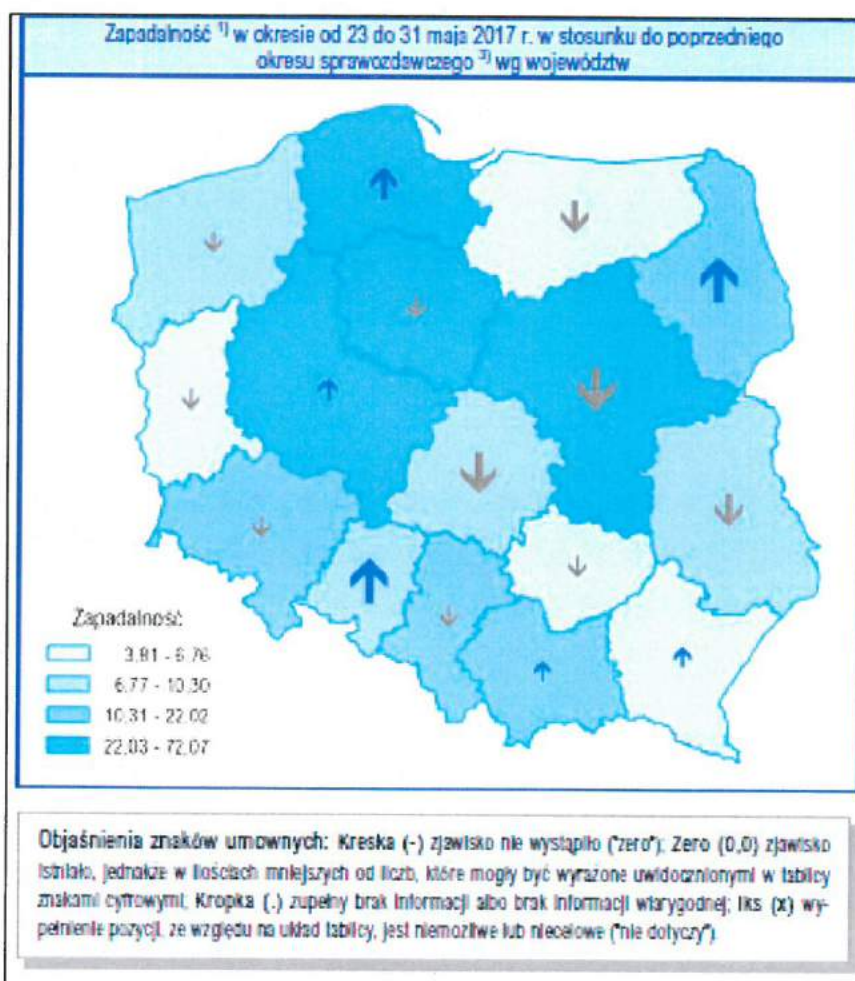 Zapadalność ¹⁾ w okresie od 23 do 31 maja 2017 r. w stosunku do poprzedniego
okresu sprawozdawczego ³⁾ wg województw
Zapadalność
3,81 - 6,76
6,77 - 10,30
10,31 - 22,02
22,03 - 72,07
Objaśnienia znaków umownych: Kreska (-) zjawisko nie wystąpiło ("zero"); Zero (0,0) zjawisko
istniało, jednakże w ilościach mniejszych od liczb, które mogły być wyrażone uwidocznionymi w tablicy
znakami cyfrowymi; Kropka (.) zupełny brak informacji albo brak informacji wiarygodnej; Iks (x) wy-
pełnienie pozycji, ze względu na układ tablicy, jest niemożliwe lub niecelowe ("nie dotyczy").